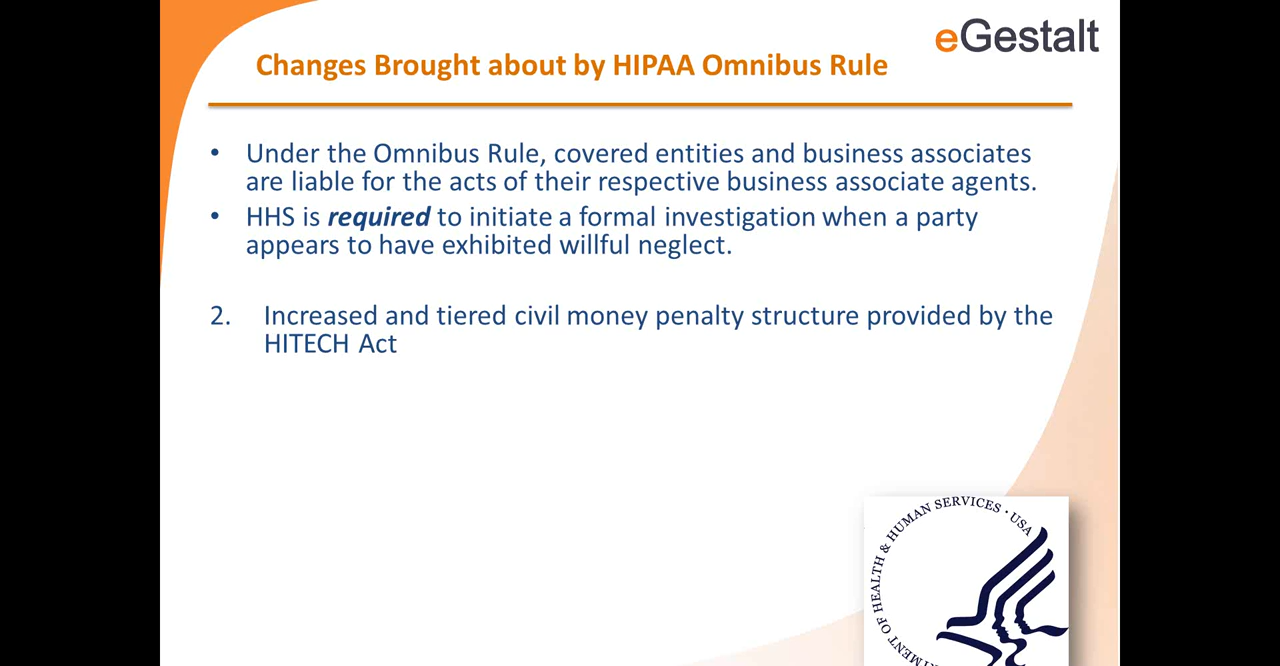 eGestalt
Changes Brought about by HIPAA Omnibus Rule
• Under the Omnibus Rule, covered entities and business associates
are liable for the acts of their respective business associate agents.
• HHS is required to initiate a formal investigation when a party
appears to have exhibited willful neglect.
2. Increased and tiered civil money penalty structure provided by the
HITECH Act
OF HEALTH & HUMAN SERVICES · USA